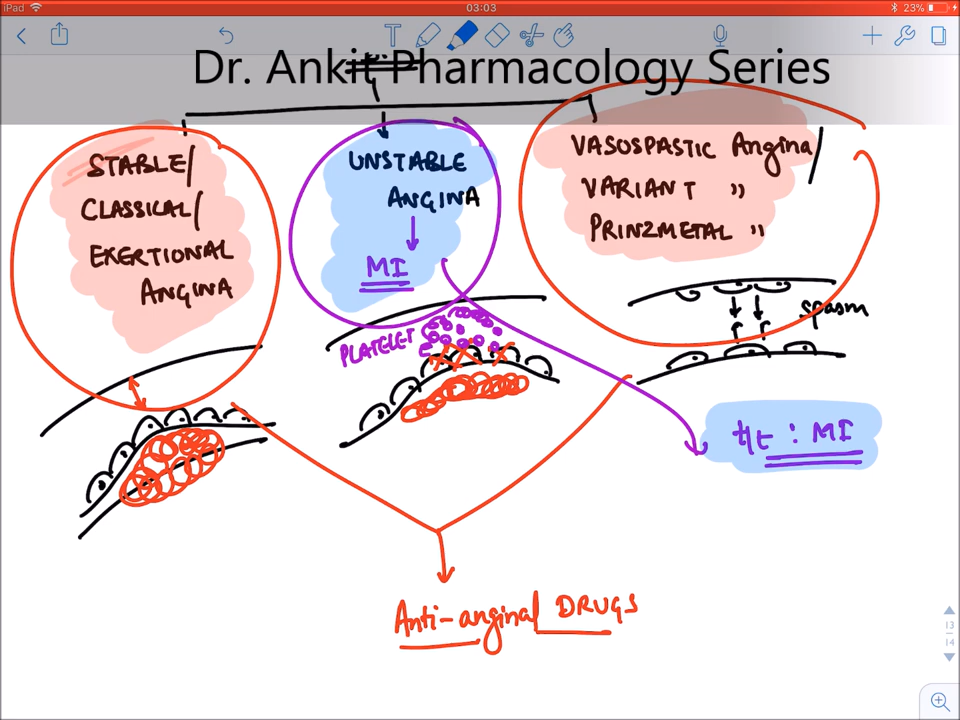 iPad
03:03
23%
Dr. Ankit Pharmacology Series
STABLE/
CLASSICAL/
EXERTIONAL
ANGINA
UNSTABLE
ANGINA
MI
VASOSPASTIC Angina/
VARIANT "
PRINZMETAL "
PLATELET
spasm
Ht : MI
Anti-anginal DRUGS
13
14